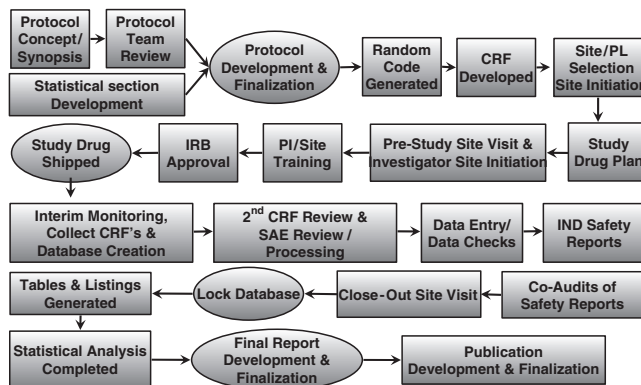 Protocol
Concept/
Synopsis
Protocol
Team
Review
Statistical section
Development
Protocol
Development &
Finalization
Random
Code
Generated
CRF
Developed
Site/PL
Selection
Site Initiation
Study
Drug Plan
Pre-Study Site Visit &
Investigator Site Initiation
PI/Site
Training
IRB
Approval
Study Drug
Shipped
Interim Monitoring,
Collect CRF's &
Database Creation
2nd CRF Review &
SAE Review /
Processing
Data Entry/
Data Checks
IND Safety
Reports
Co-Audits of
Safety Reports
Close-Out Site Visit
Lock Database
Tables & Listings
Generated
Statistical Analysis
Completed
Final Report
Development &
Finalization
Publication
Development & Finalization